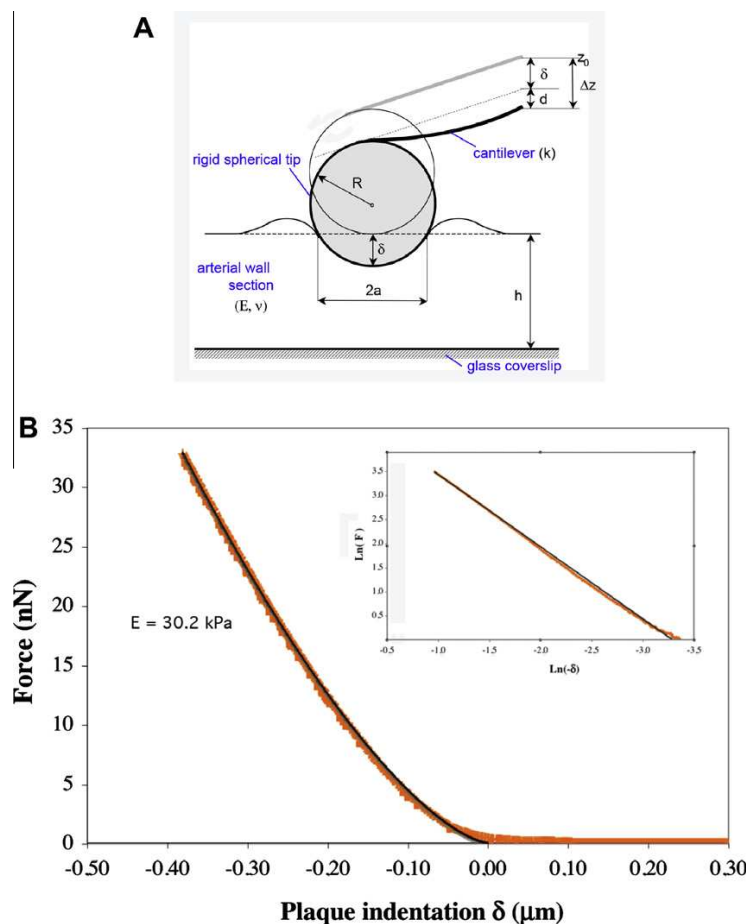 A
z0
δ
Δz
d
cantilever (k)
rigid spherical tip
R
δ
arterial wall
section
(E, ν)
2a
h
glass coverslip
B
35
30
25
20
15
10
5
0
Force (nN)
E = 30.2 kPa
3.5
3.0
2.5
2.0
1.5
1.0
0.5
Ln( F )
-0.5
-1.0
-1.5
-2.0
-2.5
-3.0
-3.5
Ln(-δ)
-0.50
-0.40
-0.30
-0.20
-0.10
0.00
0.10
0.20
0.30
Plaque indentation δ (μm)